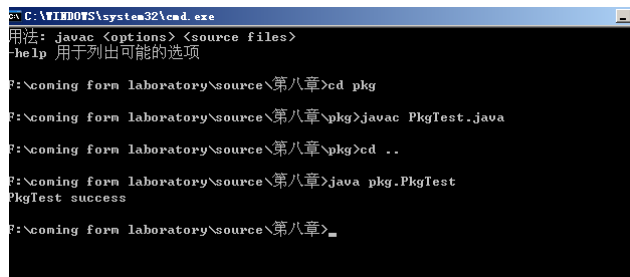 C:\WINDOWS\system32\cmd.exe
用法: javac <options> <source files>
-help 用于列出可能的选项
F:\coming form laboratory\source\第八章>cd pkg
F:\coming form laboratory\source\第八章\pkg>javac PkgTest.java
F:\coming form laboratory\source\第八章\pkg>cd ..
F:\coming form laboratory\source\第八章>java pkg.PkgTest
PkgTest success
F:\coming form laboratory\source\第八章>_